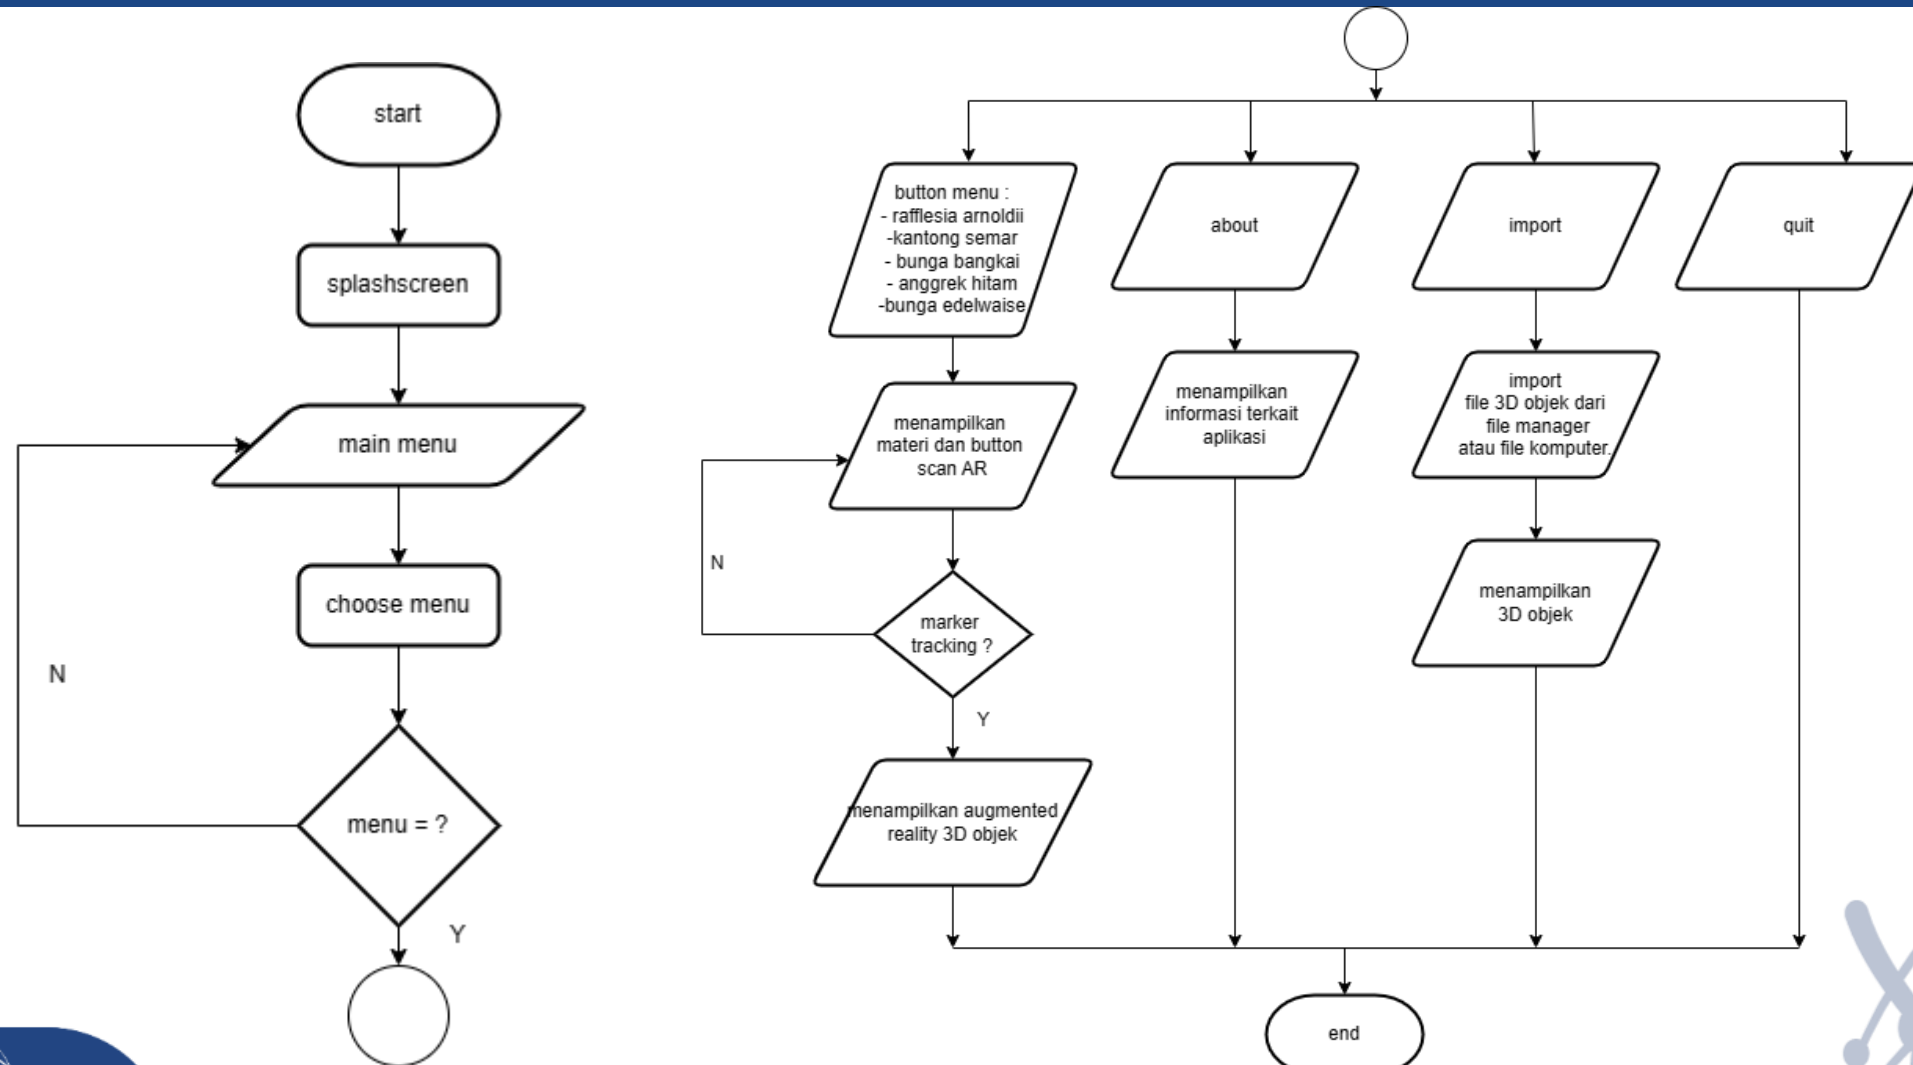 start
splashscreen
main menu
choose menu
N
menu = ?
Y
button menu :
- rafflesia arnoldii
-kantong semar
- bunga bangkai
- anggrek hitam
-bunga edelwaise
menampilkan
materi dan button
scan AR
N
marker
tracking ?
Y
menampilkan augmented
reality 3D objek
about
menampilkan
informasi terkait
aplikasi
import
import
file 3D objek dari
file manager
atau file komputer.
menampilkan
3D objek
quit
end